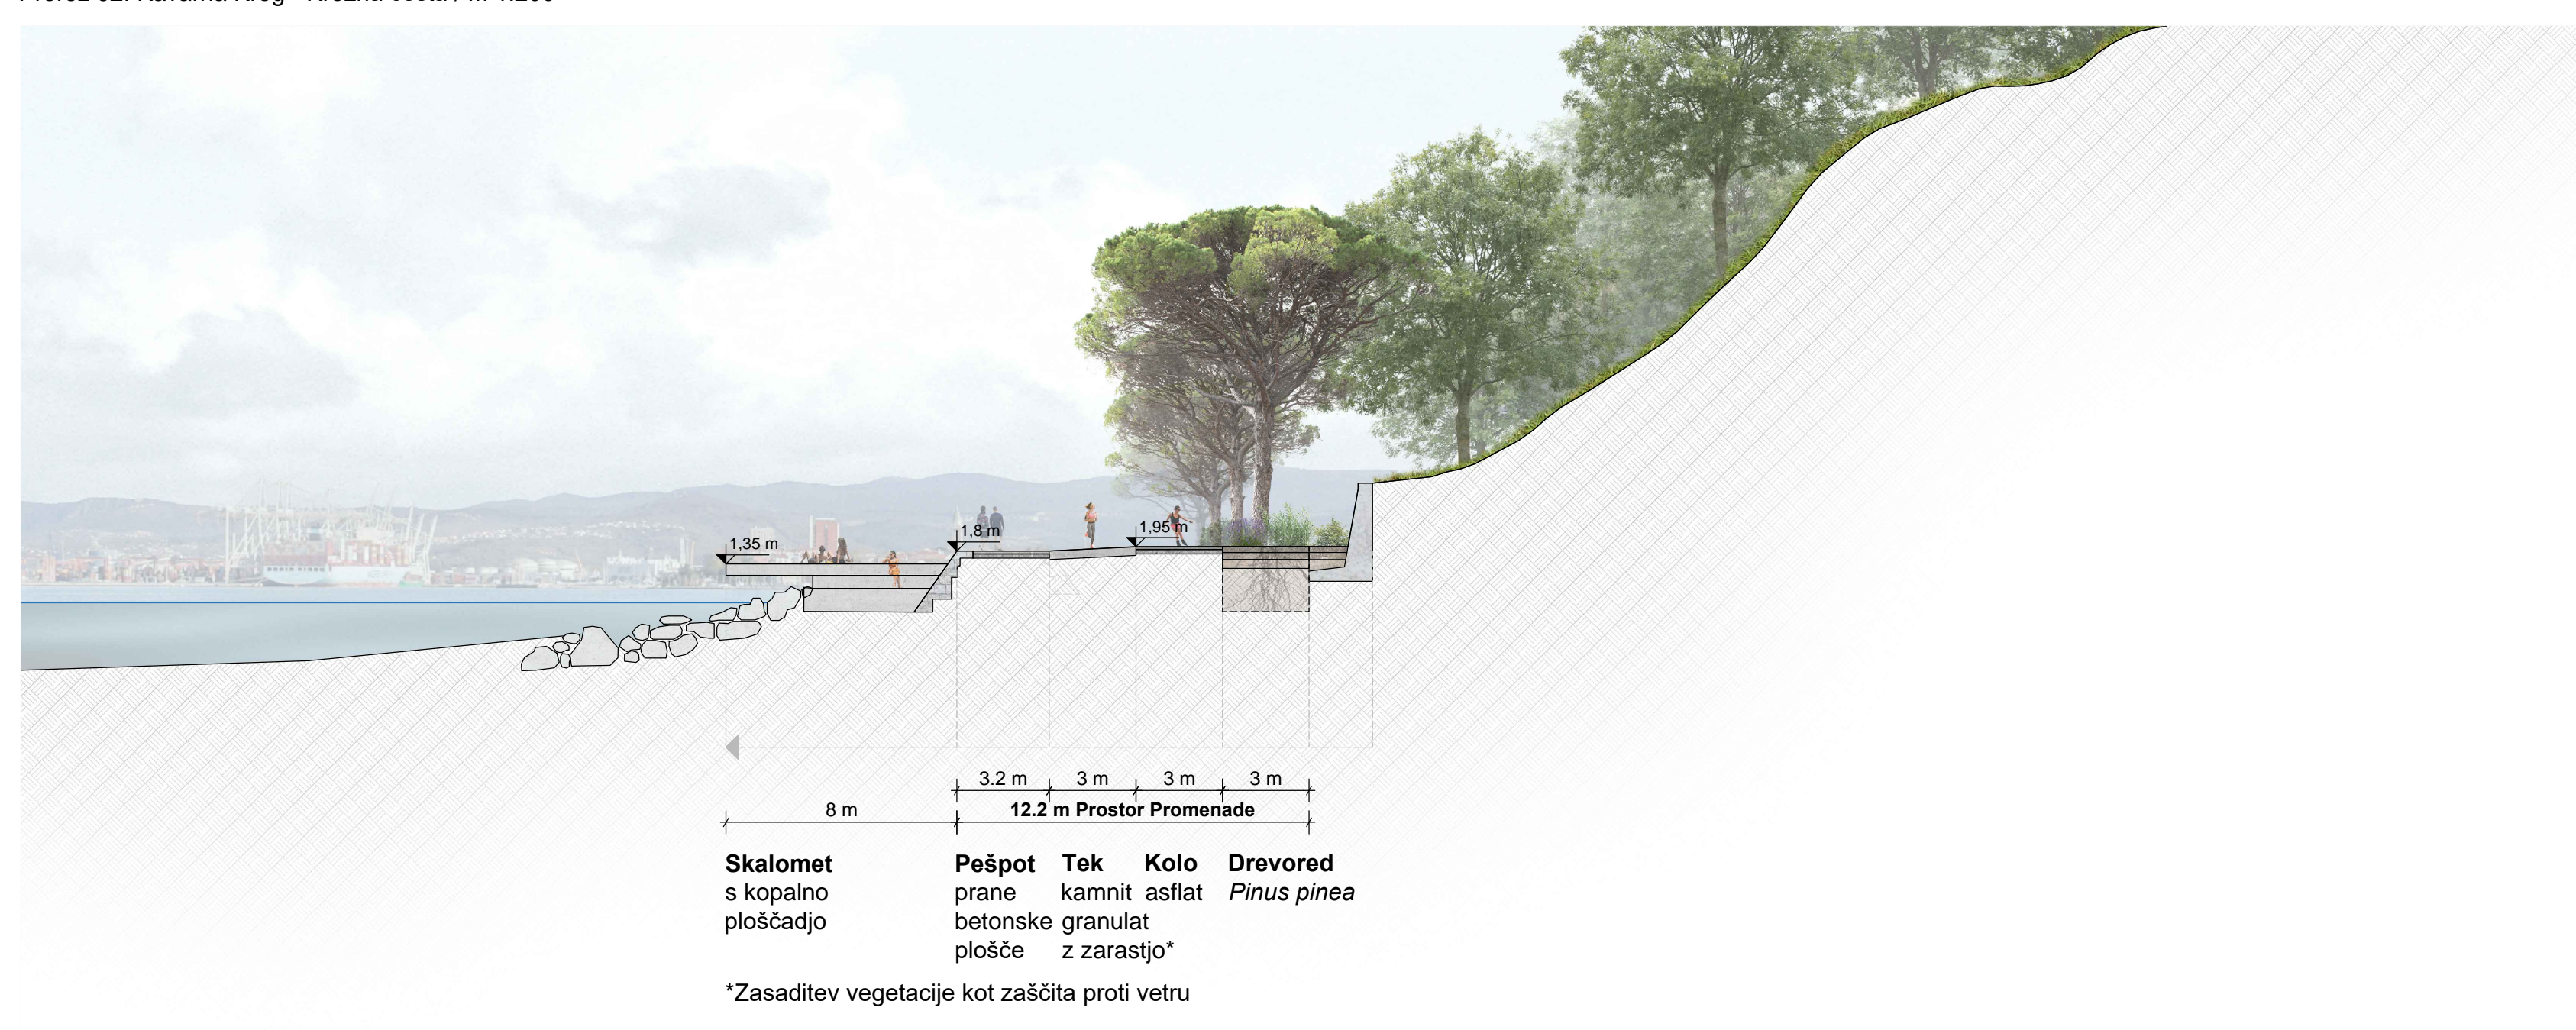 1,35 m
1,8 m
1,95 m
3.2 m 3 m 3 m 3 m
8 m 12.2 m Prostor Promenade
Skalomet
s kopalno
ploščadjo
Pešpot
prane
betonske
plošče
Tek
kamnit
granulat
z zarastjo*
Kolo
asflat
Drevored
Pinus pinea
*Zasaditev vegetacije kot zaščita proti vetru